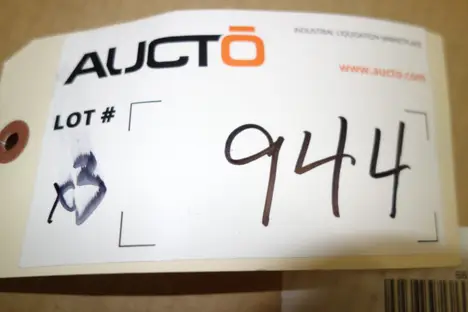 AUCTŌ
INDUSTRIAL LIQUIDATION MARKETPLACE
www.aucto.com
LOT #
944
x3